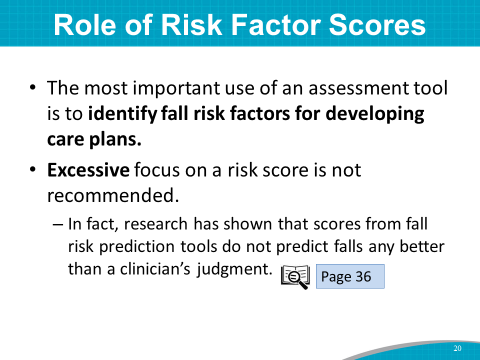 Role of Risk Factor Scores
• The most important use of an assessment tool
is to identify fall risk factors for developing
care plans.
• Excessive focus on a risk score is not
recommended.
– In fact, research has shown that scores from fall
risk prediction tools do not predict falls any better
than a clinician’s judgment.
Page 36
20